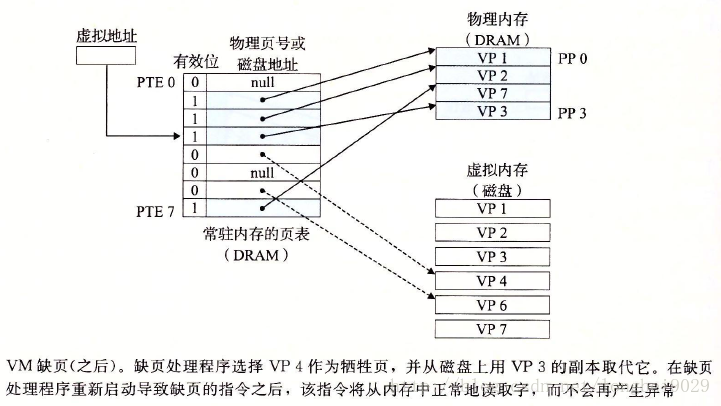 虚拟地址
有效位
物理页号或
磁盘地址
PTE 0
0
null
1
1
1
0
0
null
0
PTE 7
1
常驻内存的页表
（DRAM）
物理内存
（DRAM）
VP 1
PP 0
VP 2
VP 7
VP 3
PP 3
虚拟内存
（磁盘）
VP 1
VP 2
VP 3
VP 4
VP 6
VP 7
VM 缺页(之后)。缺页处理程序选择 VP 4 作为牺牲页，并从磁盘上用 VP 3 的副本取代它。在缺
页处理程序重新启动导致缺页的指令之后，该指令将从内存中正常地读取字，而不会再产生异常